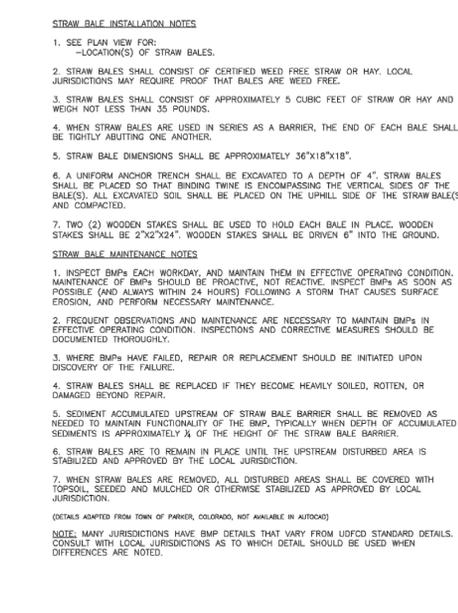 STRAW BALE INSTALLATION NOTES
1. SEE PLAN VIEW FOR:
-LOCATION(S) OF STRAW BALES.
2. STRAW BALES SHALL CONSIST OF CERTIFIED WEED FREE STRAW OR HAY. LOCAL
JURISDICTIONS MAY REQUIRE PROOF THAT BALES ARE WEED FREE.
3. STRAW BALES SHALL CONSIST OF APPROXIMATELY 5 CUBIC FEET OF STRAW OR HAY AND
WEIGH NOT LESS THAN 35 POUNDS.
4. WHEN STRAW BALES ARE USED IN SERIES AS A BARRIER, THE END OF EACH BALE SHALL
BE TIGHTLY ABUTTING ONE ANOTHER.
5. STRAW BALE DIMENSIONS SHALL BE APPROXIMATELY 36"X18"X18".
6. A UNIFORM ANCHOR TRENCH SHALL BE EXCAVATED TO A DEPTH OF 4". STRAW BALES
SHALL BE PLACED SO THAT BINDING TWINE IS ENCOMPASSING THE VERTICAL SIDES OF THE
BALE(S). ALL EXCAVATED SOIL SHALL BE PLACED ON THE UPHILL SIDE OF THE STRAW BALE(S
AND COMPACTED.
7. TWO (2) WOODEN STAKES SHALL BE USED TO HOLD EACH BALE IN PLACE. WOODEN
STAKES SHALL BE 2"X2"X24". WOODEN STAKES SHALL BE DRIVEN 6" INTO THE GROUND.
STRAW BALE MAINTENANCE NOTES
1. INSPECT BMPs EACH WORKDAY, AND MAINTAIN THEM IN EFFECTIVE OPERATING CONDITION.
MAINTENANCE OF BMPs SHOULD BE PROACTIVE, NOT REACTIVE. INSPECT BMPs AS SOON AS
POSSIBLE (AND ALWAYS WITHIN 24 HOURS) FOLLOWING A STORM THAT CAUSES SURFACE
EROSION, AND PERFORM NECESSARY MAINTENANCE.
2. FREQUENT OBSERVATIONS AND MAINTENANCE ARE NECESSARY TO MAINTAIN BMPs IN
EFFECTIVE OPERATING CONDITION. INSPECTIONS AND CORRECTIVE MEASURES SHOULD BE
DOCUMENTED THOROUGHLY.
3. WHERE BMPs HAVE FAILED, REPAIR OR REPLACEMENT SHOULD BE INITIATED UPON
DISCOVERY OF THE FAILURE.
4. STRAW BALES SHALL BE REPLACED IF THEY BECOME HEAVILY SOILED, ROTTEN, OR
DAMAGED BEYOND REPAIR.
5. SEDIMENT ACCUMULATED UPSTREAM OF STRAW BALE BARRIER SHALL BE REMOVED AS
NEEDED TO MAINTAIN FUNCTIONALITY OF THE BMP, TYPICALLY WHEN DEPTH OF ACCUMULATED
SEDIMENTS IS APPROXIMATELY ¼ OF THE HEIGHT OF THE STRAW BALE BARRIER.
6. STRAW BALES ARE TO REMAIN IN PLACE UNTIL THE UPSTREAM DISTURBED AREA IS
STABILIZED AND APPROVED BY THE LOCAL JURISDICTION.
7. WHEN STRAW BALES ARE REMOVED, ALL DISTURBED AREAS SHALL BE COVERED WITH
TOPSOIL, SEEDED AND MULCHED OR OTHERWISE STABILIZED AS APPROVED BY LOCAL
JURISDICTION.
(DETAILS ADAPTED FROM TOWN OF PARKER, COLORADO, NOT AVAILABLE IN AUTOCAD)
NOTE: MANY JURISDICTIONS HAVE BMP DETAILS THAT VARY FROM UDFCD STANDARD DETAILS.
CONSULT WITH LOCAL JURISDICTIONS AS TO WHICH DETAIL SHOULD BE USED WHEN
DIFFERENCES ARE NOTED.